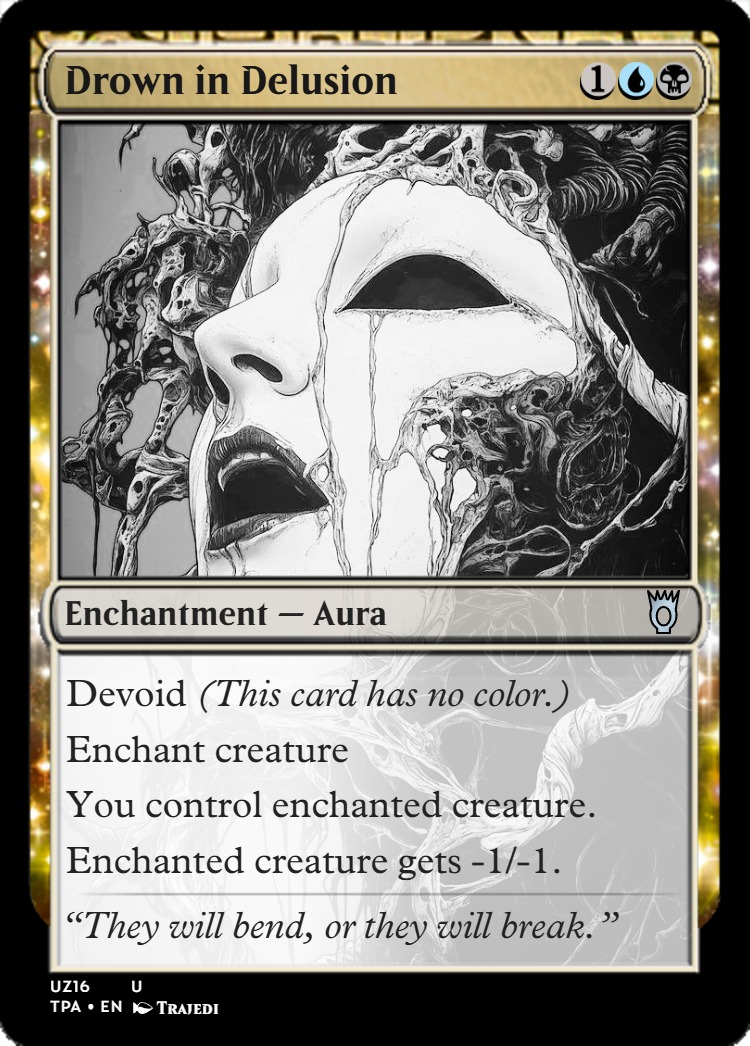 Drown in Delusion 1
Enchantment — Aura
Devoid (This card has no color.)
Enchant creature
You control enchanted creature.
Enchanted creature gets -1/-1.
“They will bend, or they will break.”
UZ16 U
TPA • EN Trajedi